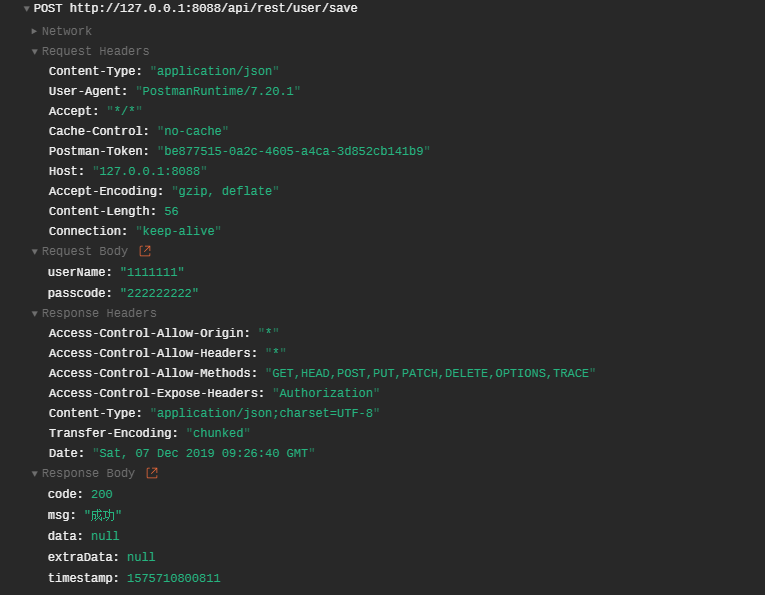 POST http://127.0.0.1:8088/api/rest/user/save
Network
Request Headers
Content-Type: "application/json"
User-Agent: "PostmanRuntime/7.20.1"
Accept: "*/*"
Cache-Control: "no-cache"
Postman-Token: "be877515-0a2c-4605-a4ca-3d852cb141b9"
Host: "127.0.0.1:8088"
Accept-Encoding: "gzip, deflate"
Content-Length: 56
Connection: "keep-alive"
Request Body
userName: "1111111"
passcode: "222222222"
Response Headers
Access-Control-Allow-Origin: "*"
Access-Control-Allow-Headers: "*"
Access-Control-Allow-Methods: "GET,HEAD,POST,PUT,PATCH,DELETE,OPTIONS,TRACE"
Access-Control-Expose-Headers: "Authorization"
Content-Type: "application/json;charset=UTF-8"
Transfer-Encoding: "chunked"
Date: "Sat, 07 Dec 2019 09:26:40 GMT"
Response Body
code: 200
msg: "成功"
data: null
extraData: null
timestamp: 1575710800811